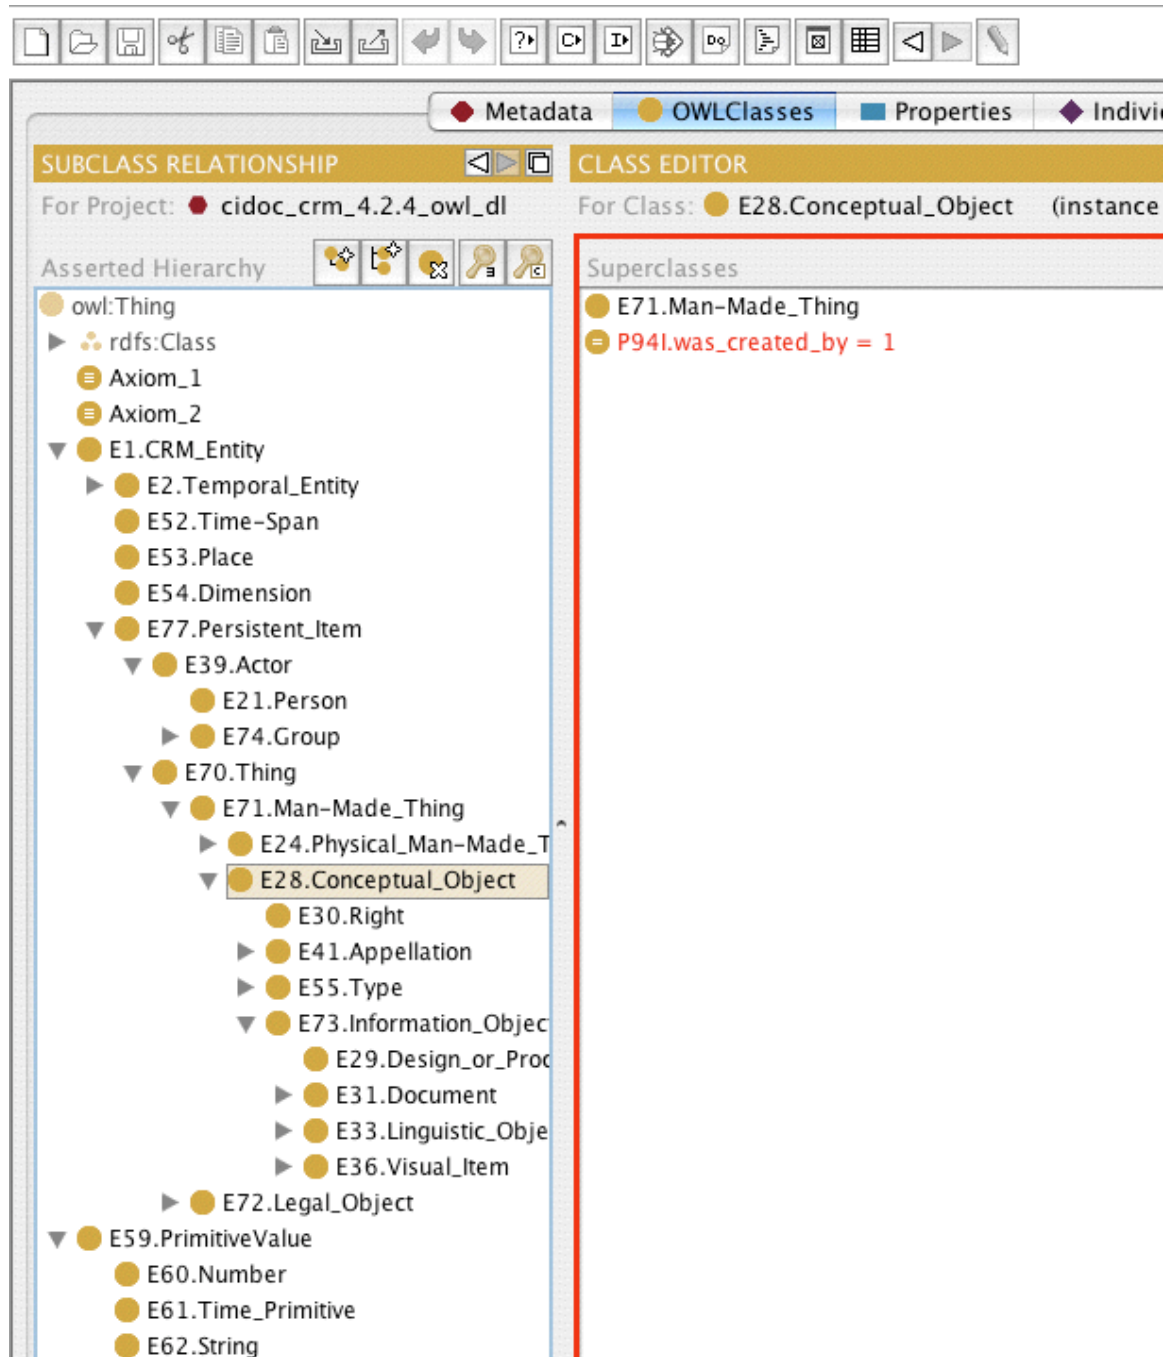 Metadata OWLClasses Properties Indivi
SUBCLASS RELATIONSHIP
For Project: cidoc_crm_4.2.4_owl_dl
Asserted Hierarchy
owl:Thing
rdfs:Class
Axiom_1
Axiom_2
E1.CRM_Entity
E2.Temporal_Entity
E52.Time-Span
E53.Place
E54.Dimension
E77.Persistent_Item
E39.Actor
E21.Person
E74.Group
E70.Thing
E71.Man-Made_Thing
E24.Physical_Man-Made_T
E28.Conceptual_Object
E30.Right
E41.Appellation
E55.Type
E73.Information_Objec
E29.Design_or_Proc
E31.Document
E33.Linguistic_Obje
E36.Visual_Item
E72.Legal_Object
E59.PrimitiveValue
E60.Number
E61.Time_Primitive
E62.String
CLASS EDITOR
For Class: E28.Conceptual_Object (instance
Superclasses
E71.Man-Made_Thing
P94I.was_created_by = 1